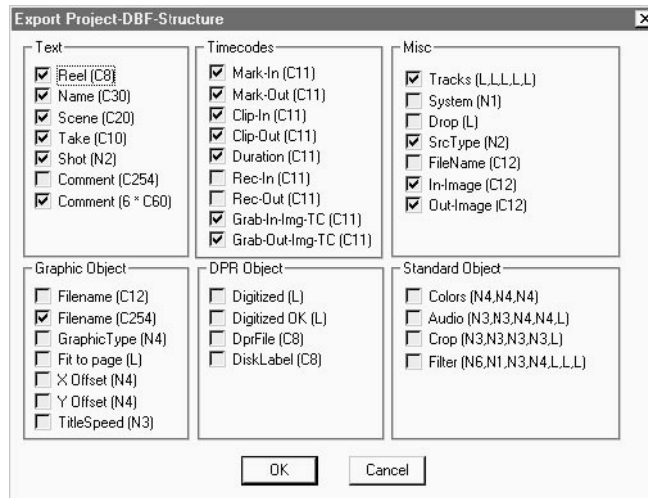 Export Project-DBF-Structure
Text
Reel (C8)
Name (C30)
Scene (C20)
Take (C10)
Shot (N2)
Comment (C254)
Comment (6 * C60)
Timecodes
Mark-In (C11)
Mark-Out (C11)
Clip-In (C11)
Clip-Out (C11)
Duration (C11)
Rec-In (C11)
Rec-Out (C11)
Grab-In-Img-TC (C11)
Grab-Out-Img-TC (C11)
Misc
Tracks (L,L,L,L,L)
System (N1)
Drop (L)
SrcType (N2)
FileName (C12)
In-Image (C12)
Out-Image (C12)
Graphic Object
Filename (C12)
Filename (C254)
GraphicType (N4)
Fit to page (L)
X Offset (N4)
Y Offset (N4)
TitleSpeed (N3)
DPR Object
Digitized (L)
Digitized OK (L)
DprFile (C8)
DiskLabel (C8)
Standard Object
Colors (N4,N4,N4)
Audio (N3,N3,N4,N4,L)
Crop (N3,N3,N3,N3,L)
Filter (N6,N1,N3,N4,L,L,L)
OK
Cancel